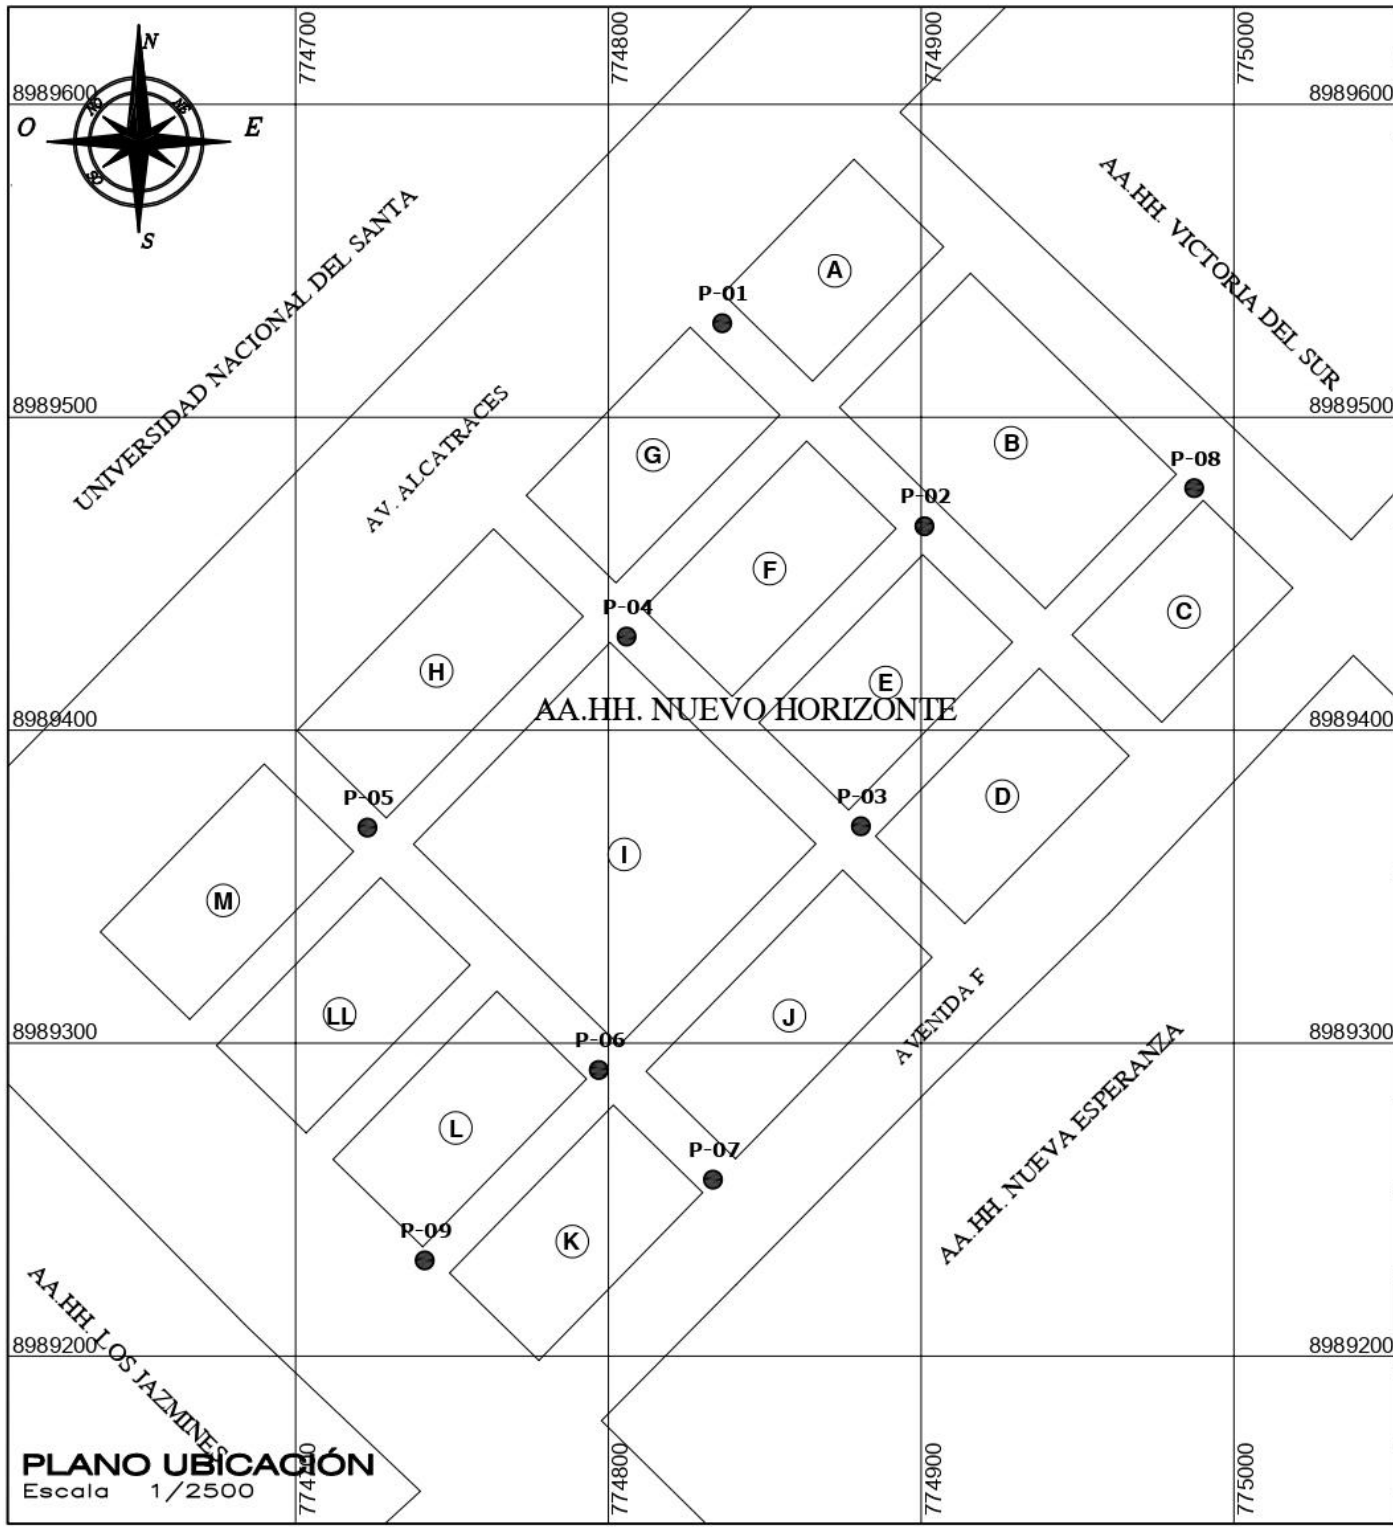 774700
774800
774900
775000
N
NO
NE
O
E
SO
S
8989600
8989600
AA.HH. VICTORIA DEL SUR
UNIVERSIDAD NACIONAL DEL SANTA
A
P-01
AV. ALCATRACES
8989500
8989500
B
G
P-08
P-02
F
P-04
C
H
E
AA.HH. NUEVO HORIZONTE
8989400
8989400
P-05
P-03
D
I
M
LL
J
AVENIDA F
8989300
8989300
P-06
AA.HH. NUEVA ESPERANZA
L
P-07
P-09
K
AA.HH. LOS JAZMINES
8989200
8989200
PLANO UBICACIÓN
Escala 1/2500
774700
774800
774900
775000